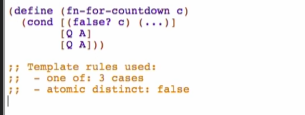 (define (fn-for-countdown c)
  (cond [(false? c) (...)]
        [Q A]
        [Q A]))
;; Template rules used:
;;  - one of: 3 cases
;;  - atomic distinct: false